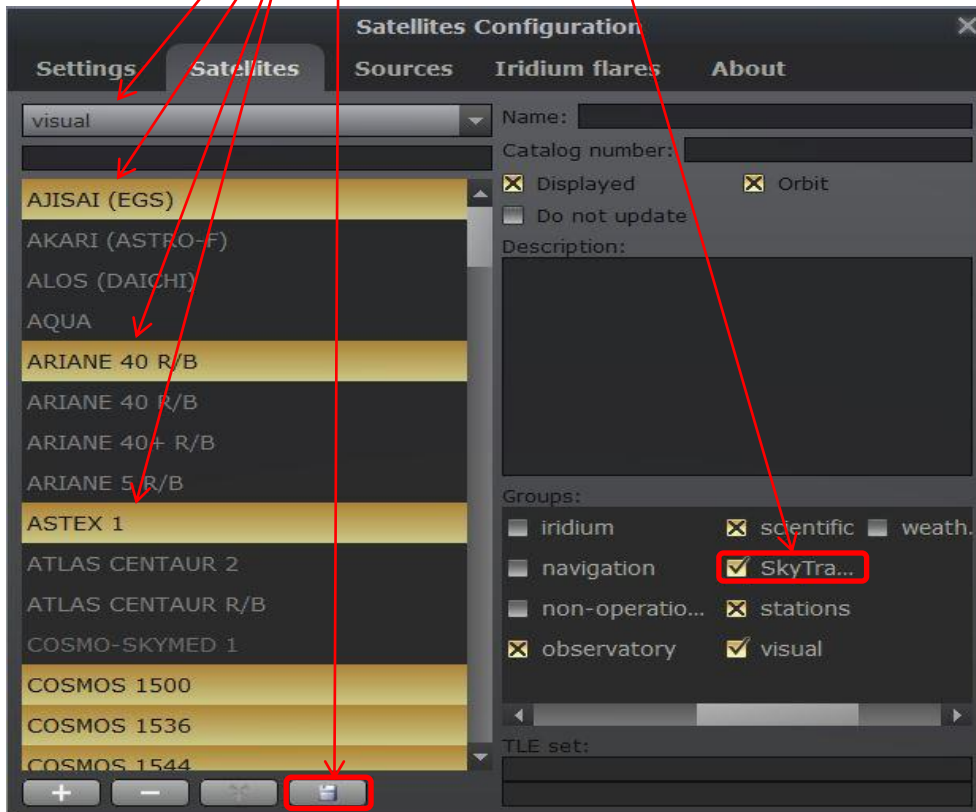 Satellites Configuration
Settings Satellites Sources Iridium flares About
visual
AJISAI (EGS)
AKARI (ASTRO-F)
ALOS (DAICHI)
AQUA
ARIANE 40 R/B
ARIANE 40 R/B
ARIANE 40+ R/B
ARIANE 5 R/B
ASTEX 1
ATLAS CENTAUR 2
ATLAS CENTAUR R/B
COSMO-SKYMED 1
COSMOS 1500
COSMOS 1536
COSMOS 1544
Name:
Catalog number:
Displayed Orbit
Do not update
Description:
Groups:
iridium scientific weath.
navigation SkyTra...
non-operatio... stations
observatory visual
TLE set: